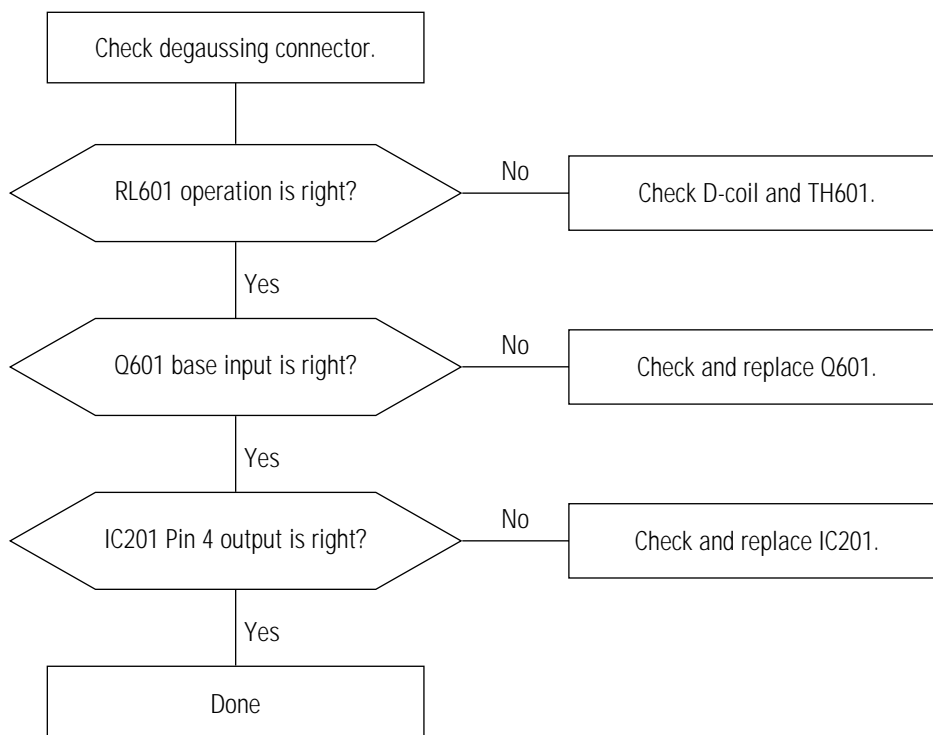 Check degaussing connector.
RL601 operation is right?
No
Check D-coil and TH601.
Yes
Q601 base input is right?
No
Check and replace Q601.
Yes
IC201 Pin 4 output is right?
No
Check and replace IC201.
Yes
Done